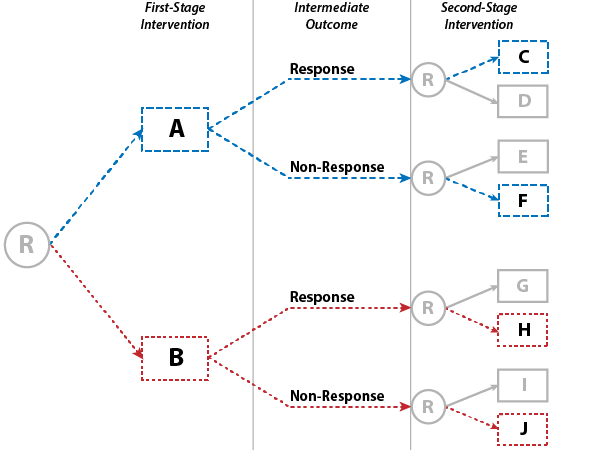 First-Stage
Intervention
Intermediate
Outcome
Second-Stage
Intervention
Response
R
C
D
A
Non-Response
R
E
F
R
Response
R
G
H
B
Non-Response
R
I
J